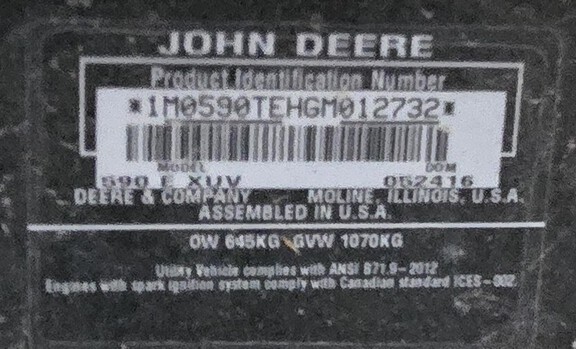 JOHN DEERE
Product Identification Number
*1M0590TEHGM012732*
MODEL DOM
590 E XUV 052416
DEERE & COMPANY MOLINE, ILLINOIS, U.S.A.
ASSEMBLED IN U.S.A.
OW 645KG GVW 1070KG
Utility Vehicle complies with ANSI B71.9-2012
Engines with spark ignition system comply with Canadian standard ICES-002